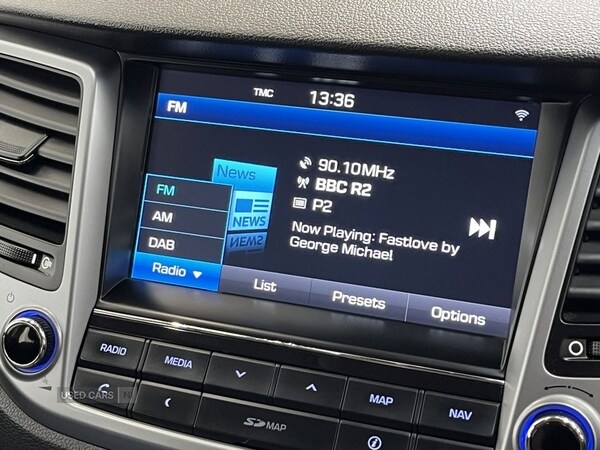 TMC 13:36
FM
90.10MHz
News
BBC R2
FM
P2
NEWS
AM
Now Playing: Fastlove by
George Michael
DAB
Radio
List
Presets
Options
RADIO
MEDIA
MAP
NAV
SD MAP
USED CARS NI